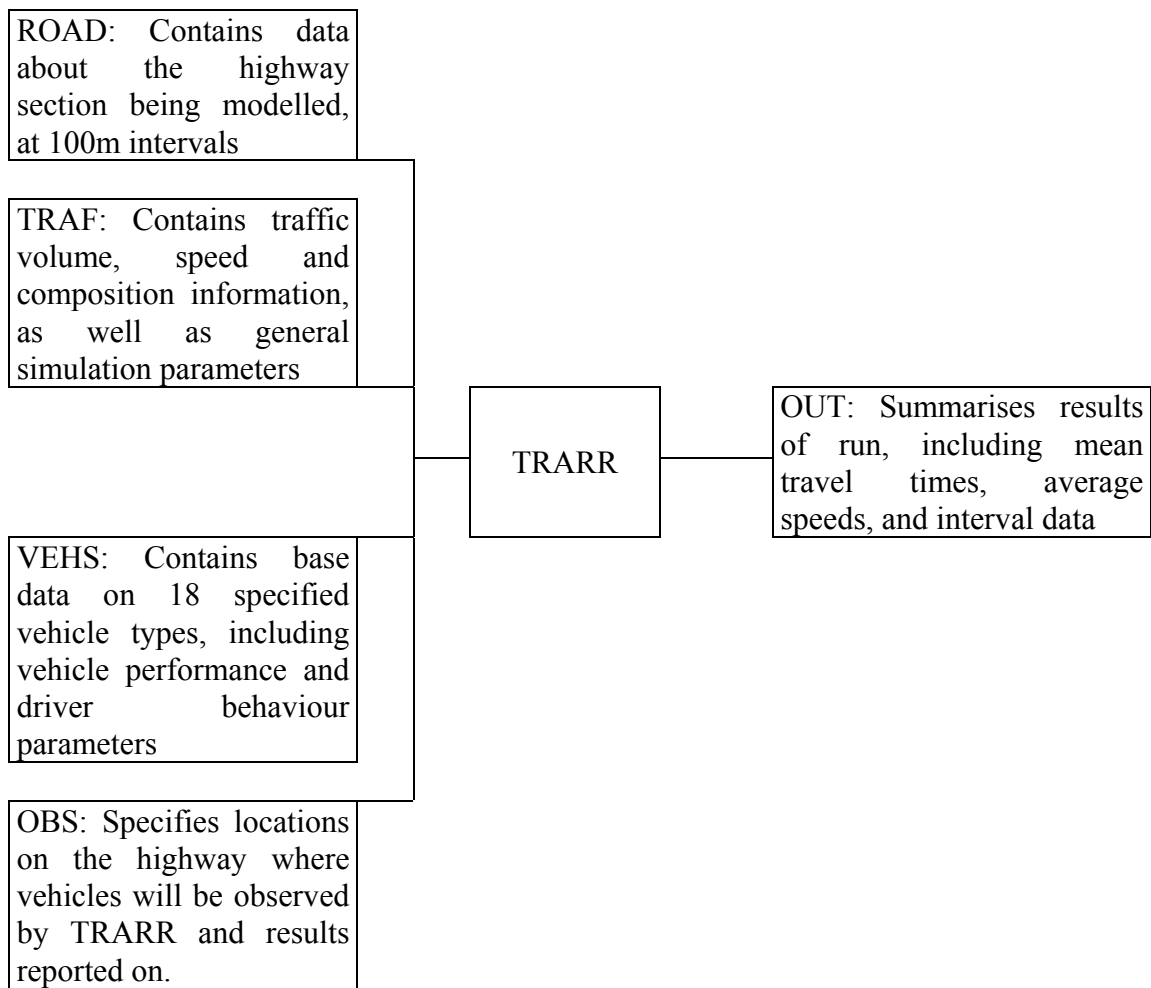 ROAD: Contains data
about the highway
section being modelled,
at 100m intervals
TRAF: Contains traffic
volume, speed and
composition information,
as well as general
simulation parameters
VEHS: Contains base
data on 18 specified
vehicle types, including
vehicle performance and
driver behaviour
parameters
OBS: Specifies locations
on the highway where
vehicles will be observed
by TRARR and results
reported on.
TRARR
OUT: Summarises results
of run, including mean
travel times, average
speeds, and interval data